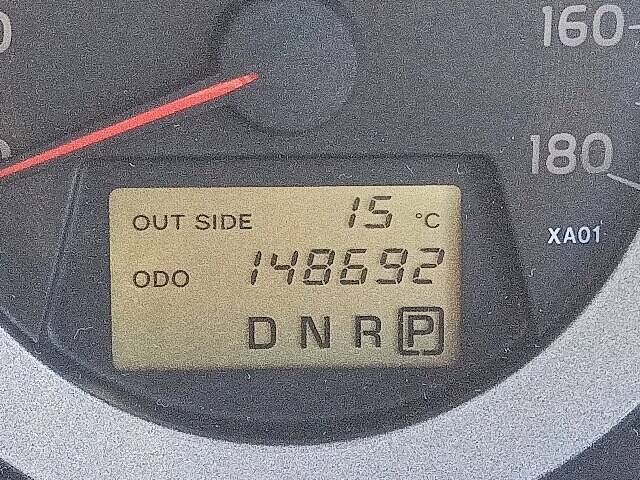 160
180
XA01
OUT SIDE 15 °C
ODO 148692
D N R P